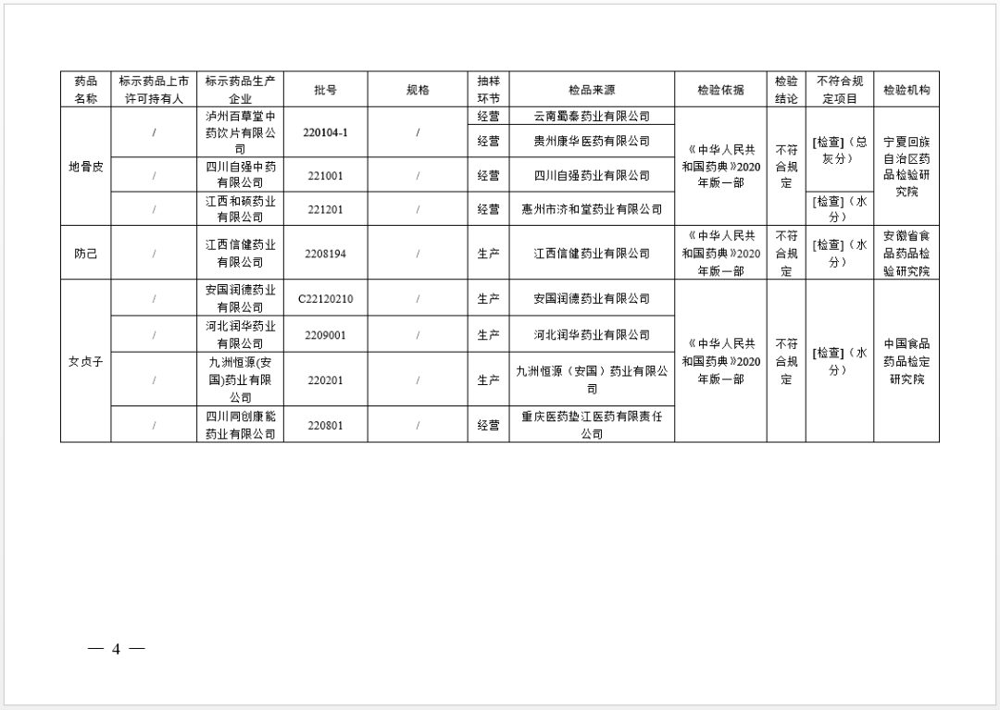 药品名称 标示药品上市许可持有人 标示药品生产企业 批号 规格 抽样环节 检品来源 检验依据 检验结论 不符合规定项目 检验机构
地骨皮 / 泸州百草堂中药饮片有限公司 220104-1 / 经营 云南蜀泰药业有限公司 《中华人民共和国药典》2020年版一部 不符合规定 [检查]（总灰分） 宁夏回族自治区药品检验研究院
经营 贵州康华医药有限公司
/ 四川自强中药有限公司 221001 / 经营 四川自强药业有限公司
/ 江西和硕药业有限公司 221201 / 经营 惠州市济和堂药业有限公司 [检查]（水分）
防己 / 江西信健药业有限公司 2208194 / 生产 江西信健药业有限公司 《中华人民共和国药典》2020年版一部 不符合规定 [检查]（水分） 安徽省食品药品检验研究院
女贞子 / 安国润德药业有限公司 C22120210 / 生产 安国润德药业有限公司 《中华人民共和国药典》2020年版一部 不符合规定 [检查]（水分） 中国食品药品检定研究院
/ 河北润华药业有限公司 2209001 / 生产 河北润华药业有限公司
/ 九洲恒源(安国)药业有限公司 220201 / 生产 九洲恒源（安国）药业有限公司
/ 四川同创康能药业有限公司 220801 / 经营 重庆医药垫江医药有限责任公司
— 4 —